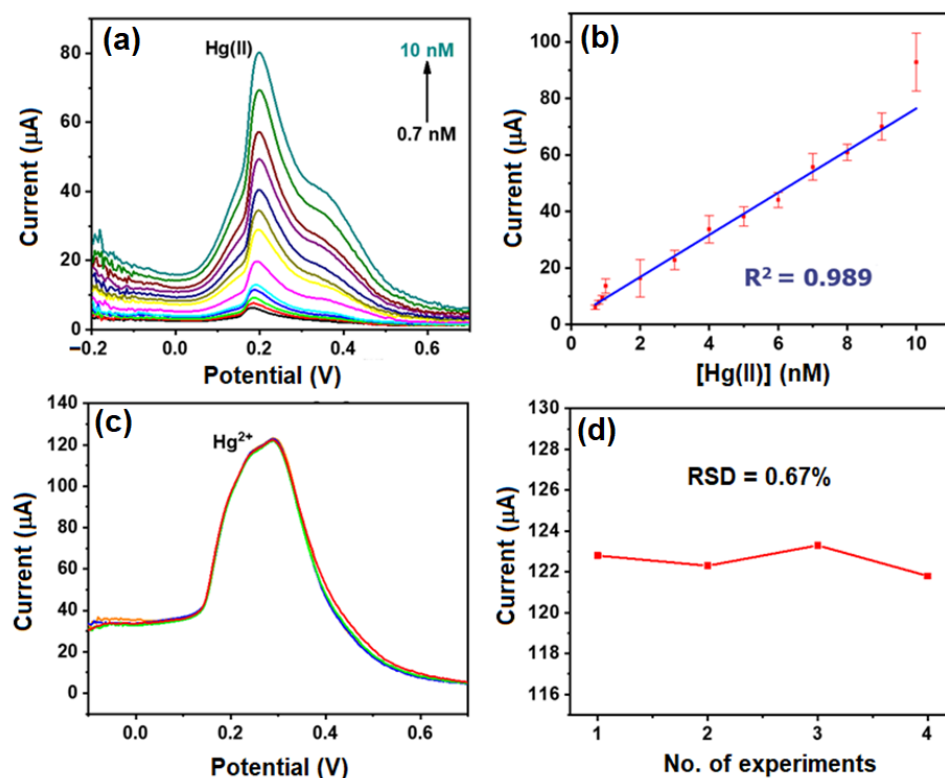 (a)
Hg(II)
10 nM
0.7 nM
80
60
40
20
0
Current (µA)
−0.2
0.0
0.2
0.4
0.6
Potential (V)
(b)
100
80
60
40
20
0
Current (µA)
R² = 0.989
0
2
4
6
8
10
[Hg(II)] (nM)
(c)
Hg²⁺
140
120
100
80
60
40
20
0
Current (µA)
0.0
0.2
0.4
0.6
Potential (V)
(d)
RSD = 0.67%
130
128
126
124
122
120
118
116
Current (µA)
1
2
3
4
No. of experiments